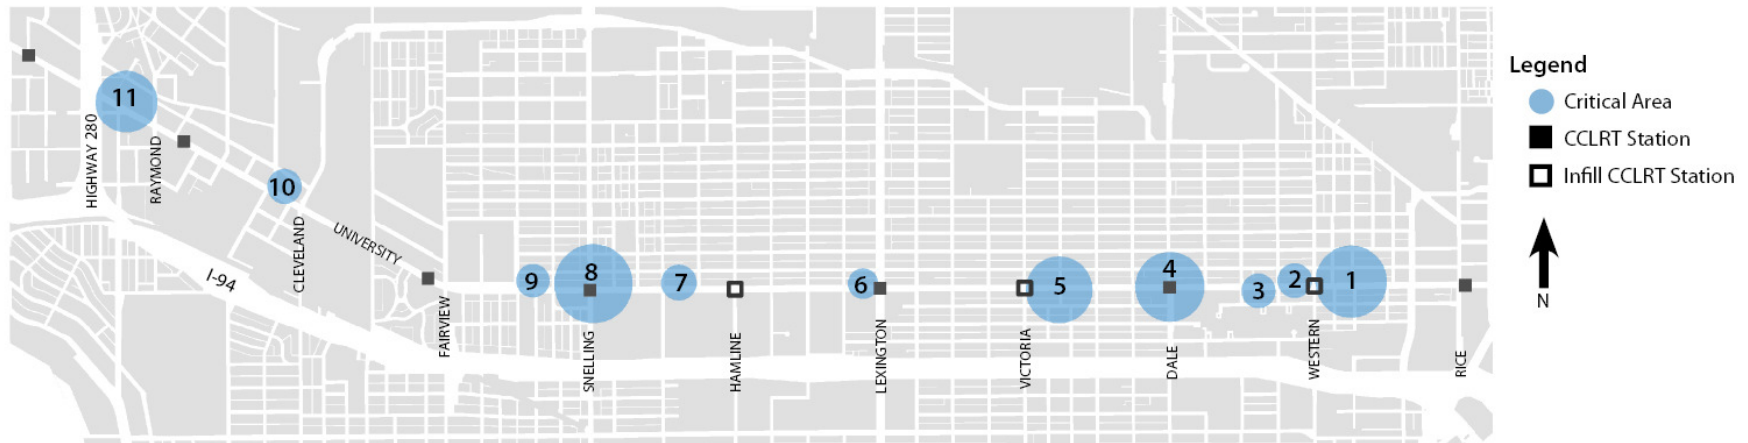 Legend
Critical Area
CCLRT Station
Infill CCLRT Station
N
11
HIGHWAY 280
RAYMOND
10
CLEVELAND
UNIVERSITY
I-94
FAIRVIEW
9
8
SNELLING
7
HAMLINE
6
LEXINGTON
VICTORIA
5
4
DALE
3
2
WESTERN
1
RICE